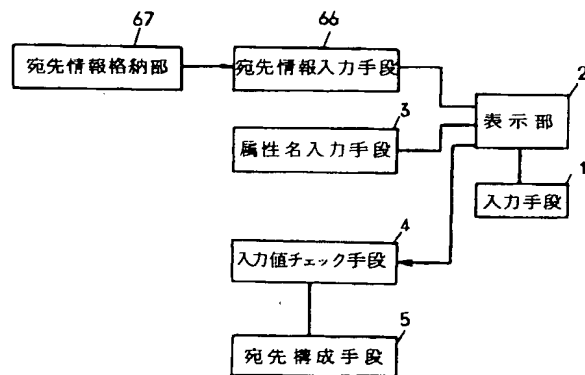 67
66
2
宛先情報格納部
宛先情報入力手段
3
表示部
属性名入力手段
1
入力手段
4
入力値チェック手段
5
宛先構成手段